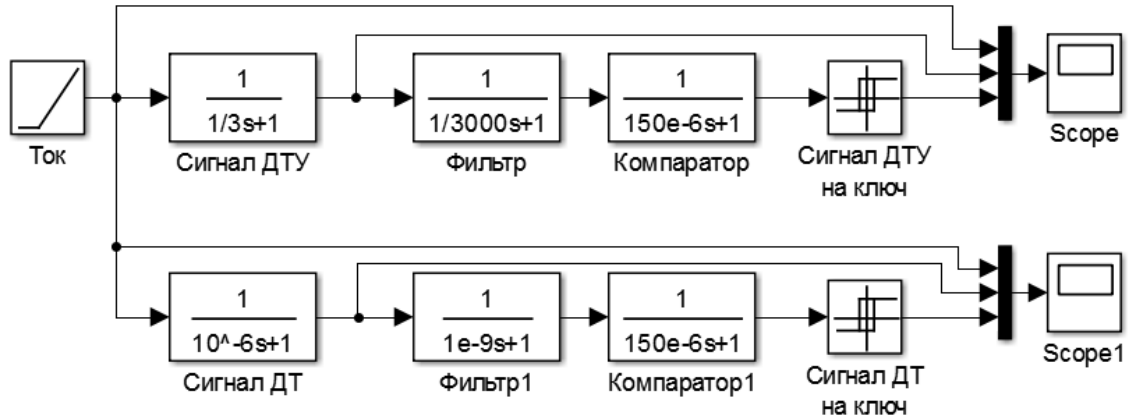 1
1/3s+1
1
1/3000s+1
1
150e-6s+1
Ток
Сигнал ДТУ
Фильтр
Компаратор
Сигнал ДТУ
на ключ
Scope
1
10^-6s+1
1
1e-9s+1
1
150e-6s+1
Сигнал ДТ
Фильтр1
Компаратор1
Сигнал ДТ
на ключ
Scope1